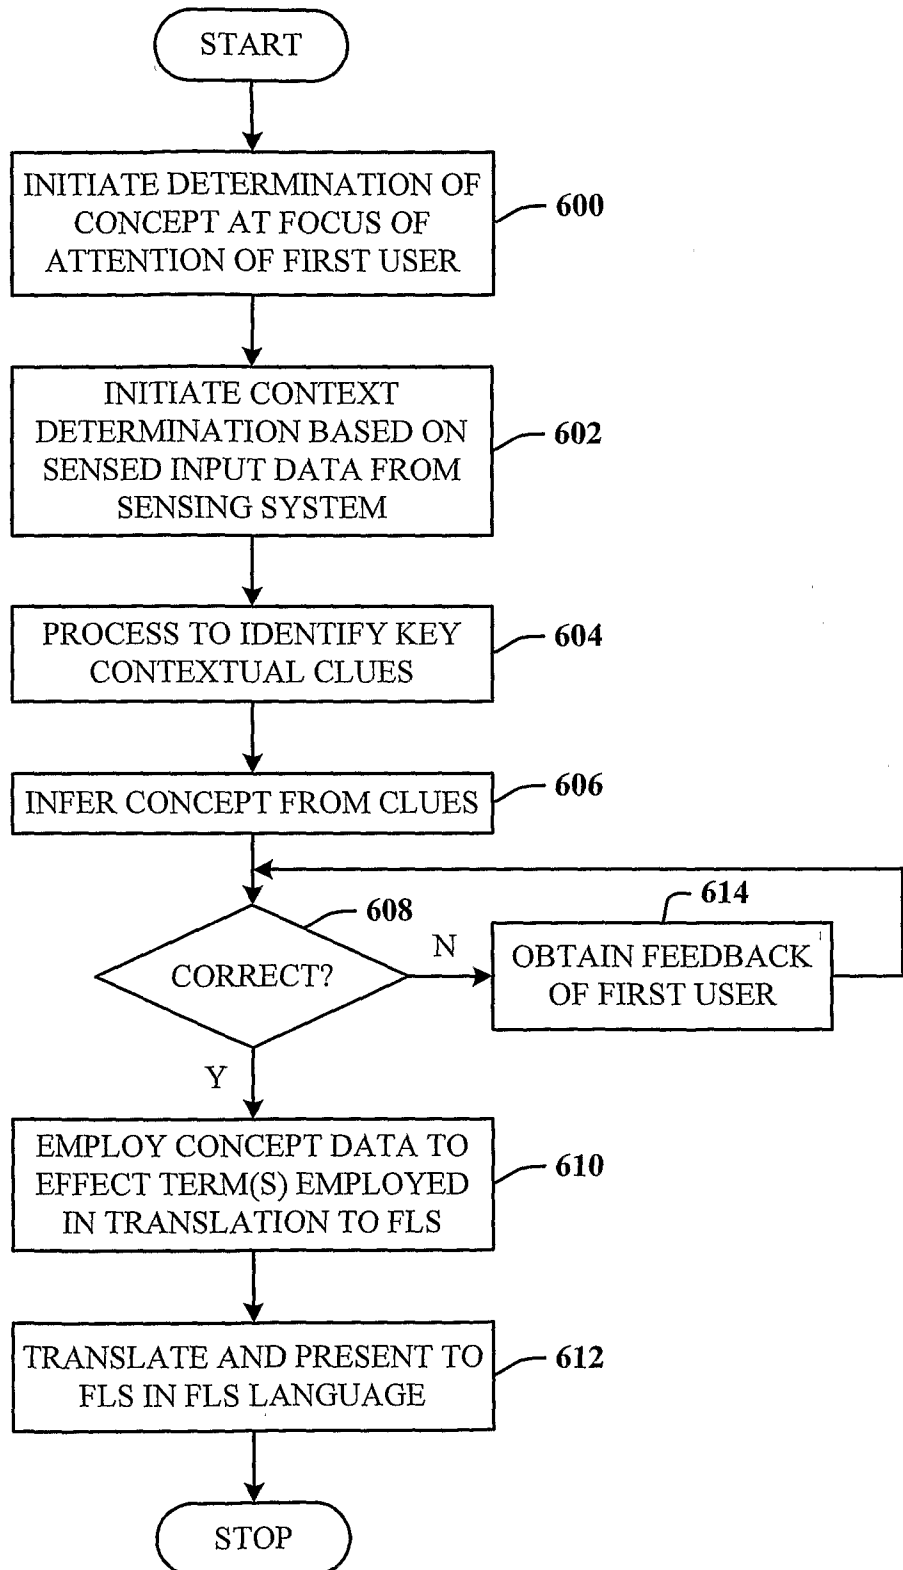 START
INITIATE DETERMINATION OF
CONCEPT AT FOCUS OF
ATTENTION OF FIRST USER
600
INITIATE CONTEXT
DETERMINATION BASED ON
SENSED INPUT DATA FROM
SENSING SYSTEM
602
PROCESS TO IDENTIFY KEY
CONTEXTUAL CLUES
604
INFER CONCEPT FROM CLUES
606
CORRECT?
608
N
OBTAIN FEEDBACK
OF FIRST USER
614
Y
EMPLOY CONCEPT DATA TO
EFFECT TERM(S) EMPLOYED
IN TRANSLATION TO FLS
610
TRANSLATE AND PRESENT TO
FLS IN FLS LANGUAGE
612
STOP